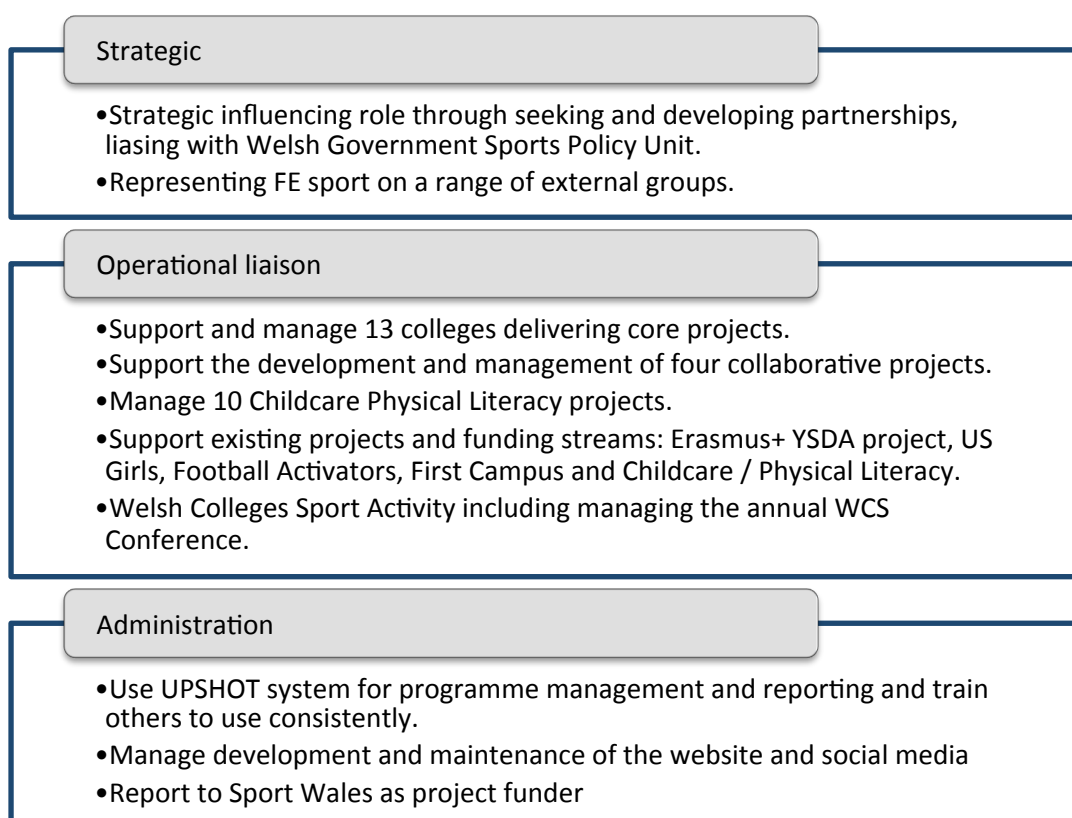 Strategic
•Strategic influencing role through seeking and developing partnerships,
liasing with Welsh Government Sports Policy Unit.
•Representing FE sport on a range of external groups.
Operational liaison
•Support and manage 13 colleges delivering core projects.
•Support the development and management of four collaborative projects.
•Manage 10 Childcare Physical Literacy projects.
•Support existing projects and funding streams: Erasmus+ YSDA project, US
Girls, Football Activators, First Campus and Childcare / Physical Literacy.
•Welsh Colleges Sport Activity including managing the annual WCS
Conference.
Administration
•Use UPSHOT system for programme management and reporting and train
others to use consistently.
•Manage development and maintenance of the website and social media
•Report to Sport Wales as project funder